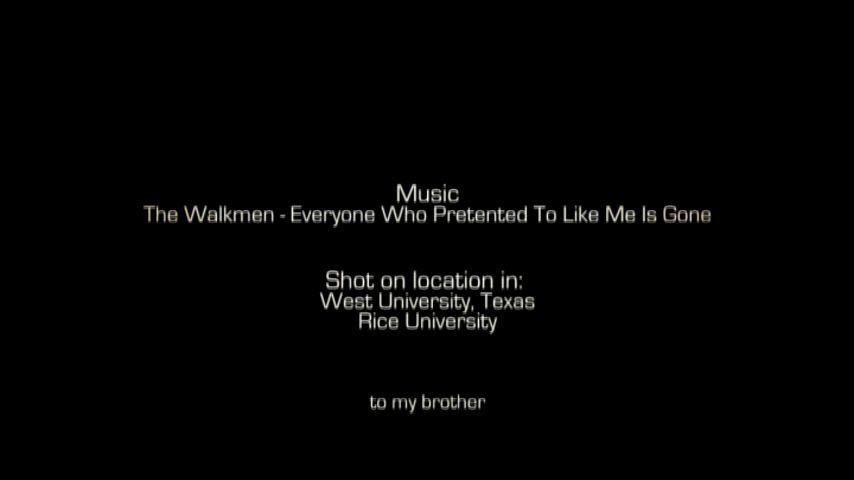 Music
The Walkmen - Everyone Who Pretented To Like Me Is Gone
Shot on location in:
West University, Texas
Rice University
to my brother